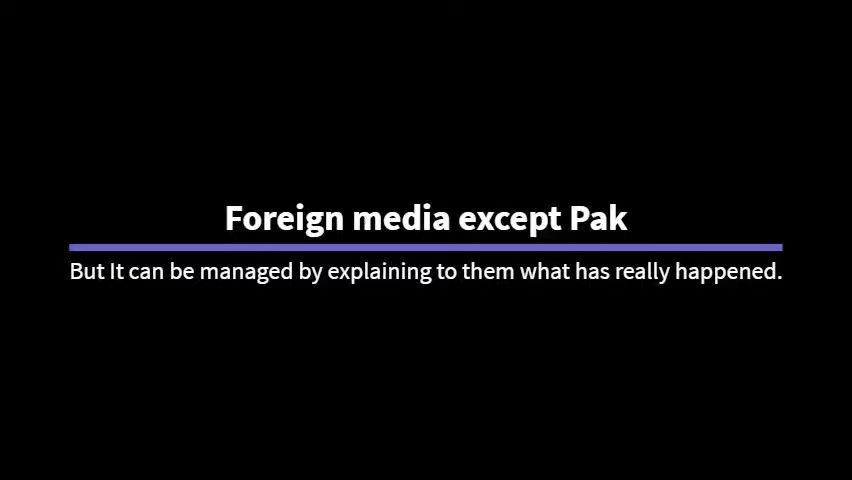 Foreign media except Pak
But It can be managed by explaining to them what has really happened.